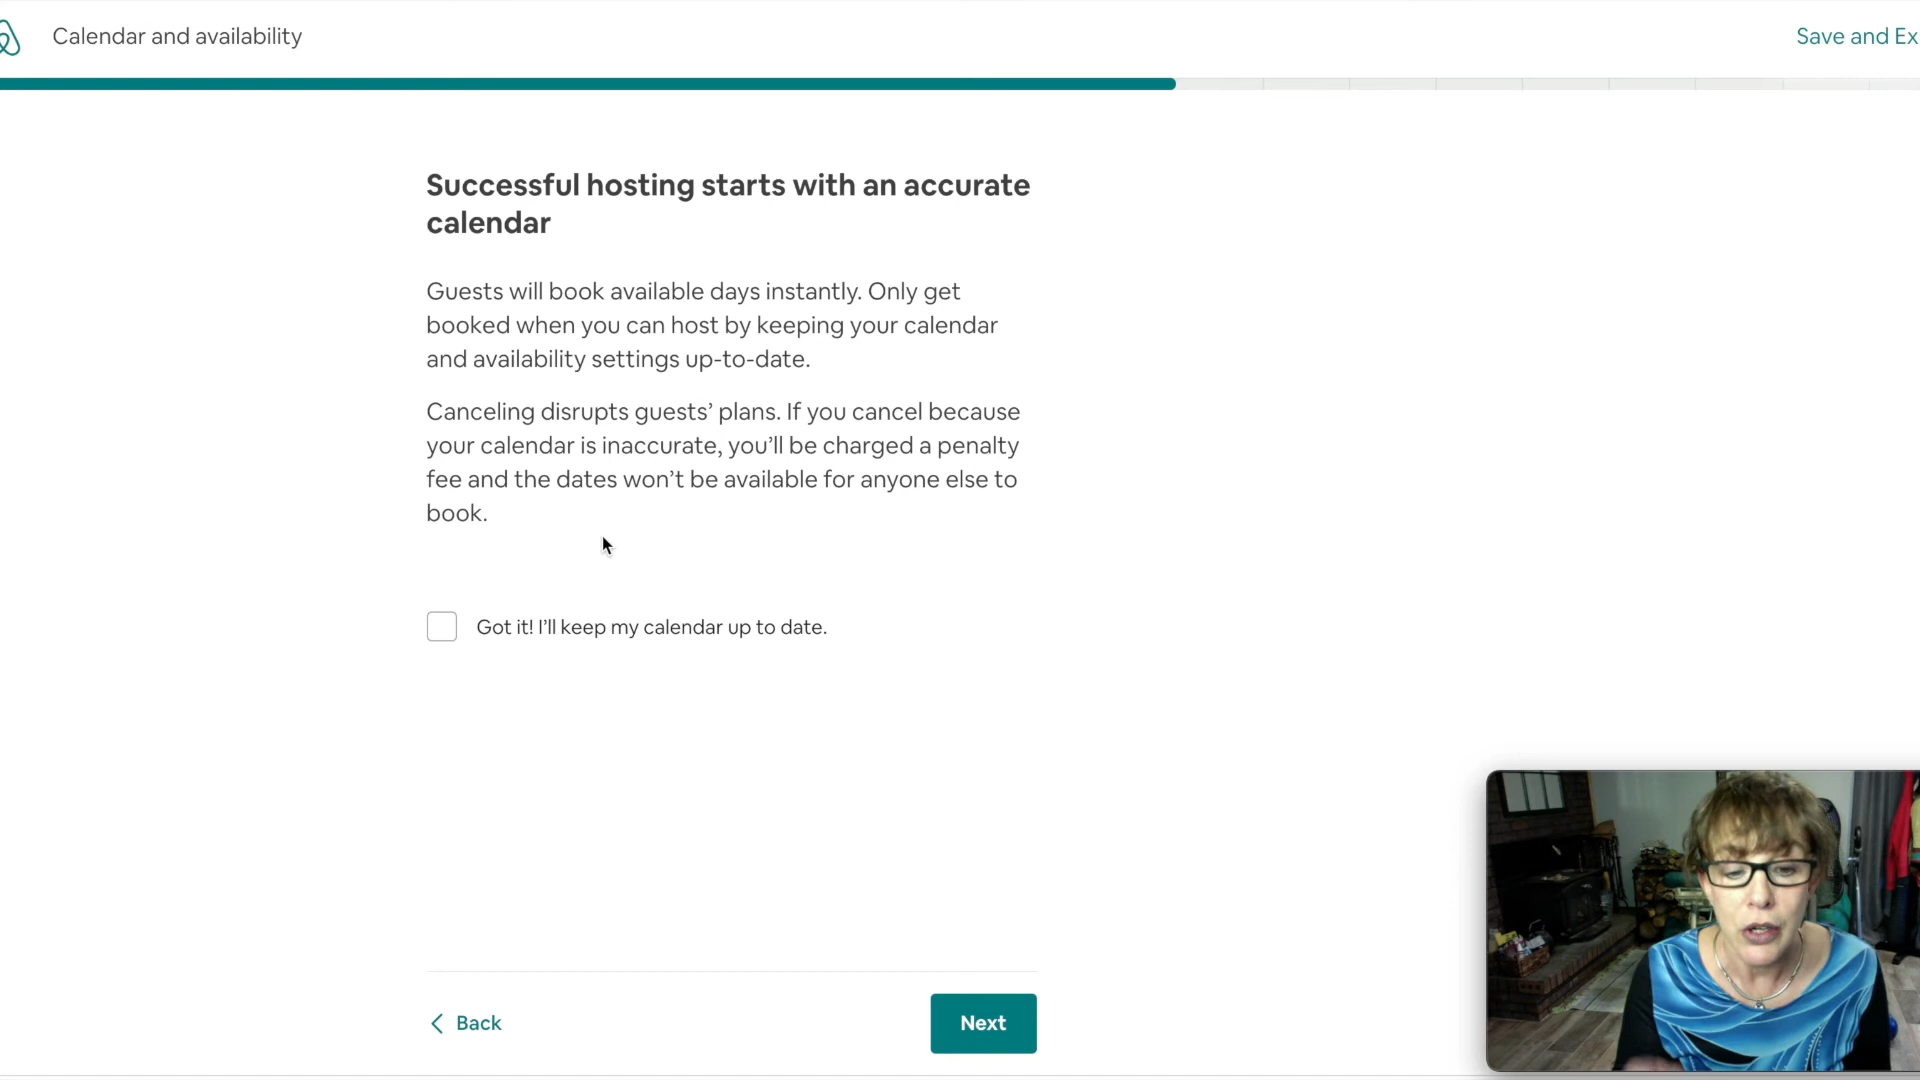 Calendar and availability
Save and Ex
Successful hosting starts with an accurate
calendar
Guests will book available days instantly. Only get
booked when you can host by keeping your calendar
and availability settings up-to-date.
Canceling disrupts guests’ plans. If you cancel because
your calendar is inaccurate, you’ll be charged a penalty
fee and the dates won’t be available for anyone else to
book.
Got it! I’ll keep my calendar up to date.
Back
Next